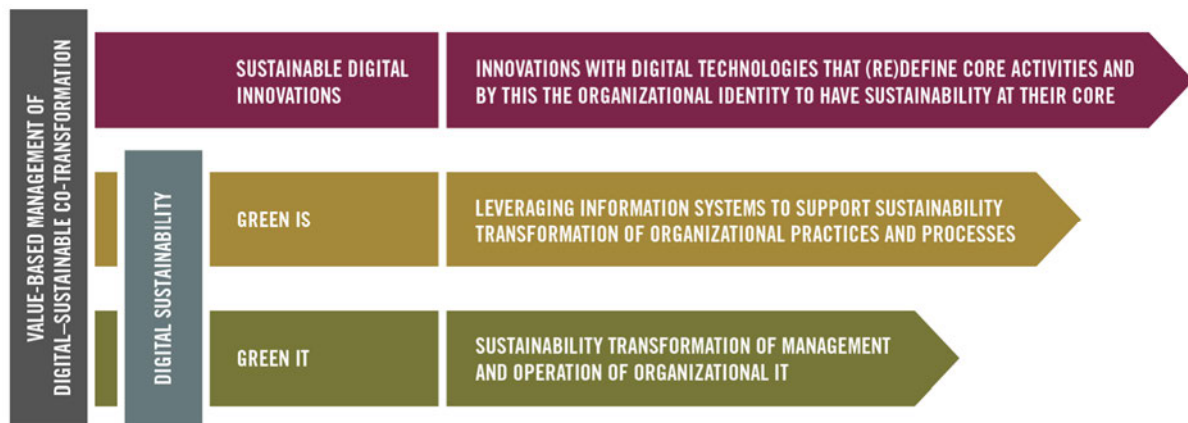 VALUE-BASED MANAGEMENT OF
DIGITAL–SUSTAINABLE CO-TRANSFORMATION
SUSTAINABLE DIGITAL
INNOVATIONS
INNOVATIONS WITH DIGITAL TECHNOLOGIES THAT (RE)DEFINE CORE ACTIVITIES AND
BY THIS THE ORGANIZATIONAL IDENTITY TO HAVE SUSTAINABILITY AT THEIR CORE
DIGITAL SUSTAINABILITY
GREEN IS
LEVERAGING INFORMATION SYSTEMS TO SUPPORT SUSTAINABILITY
TRANSFORMATION OF ORGANIZATIONAL PRACTICES AND PROCESSES
GREEN IT
SUSTAINABILITY TRANSFORMATION OF MANAGEMENT
AND OPERATION OF ORGANIZATIONAL IT